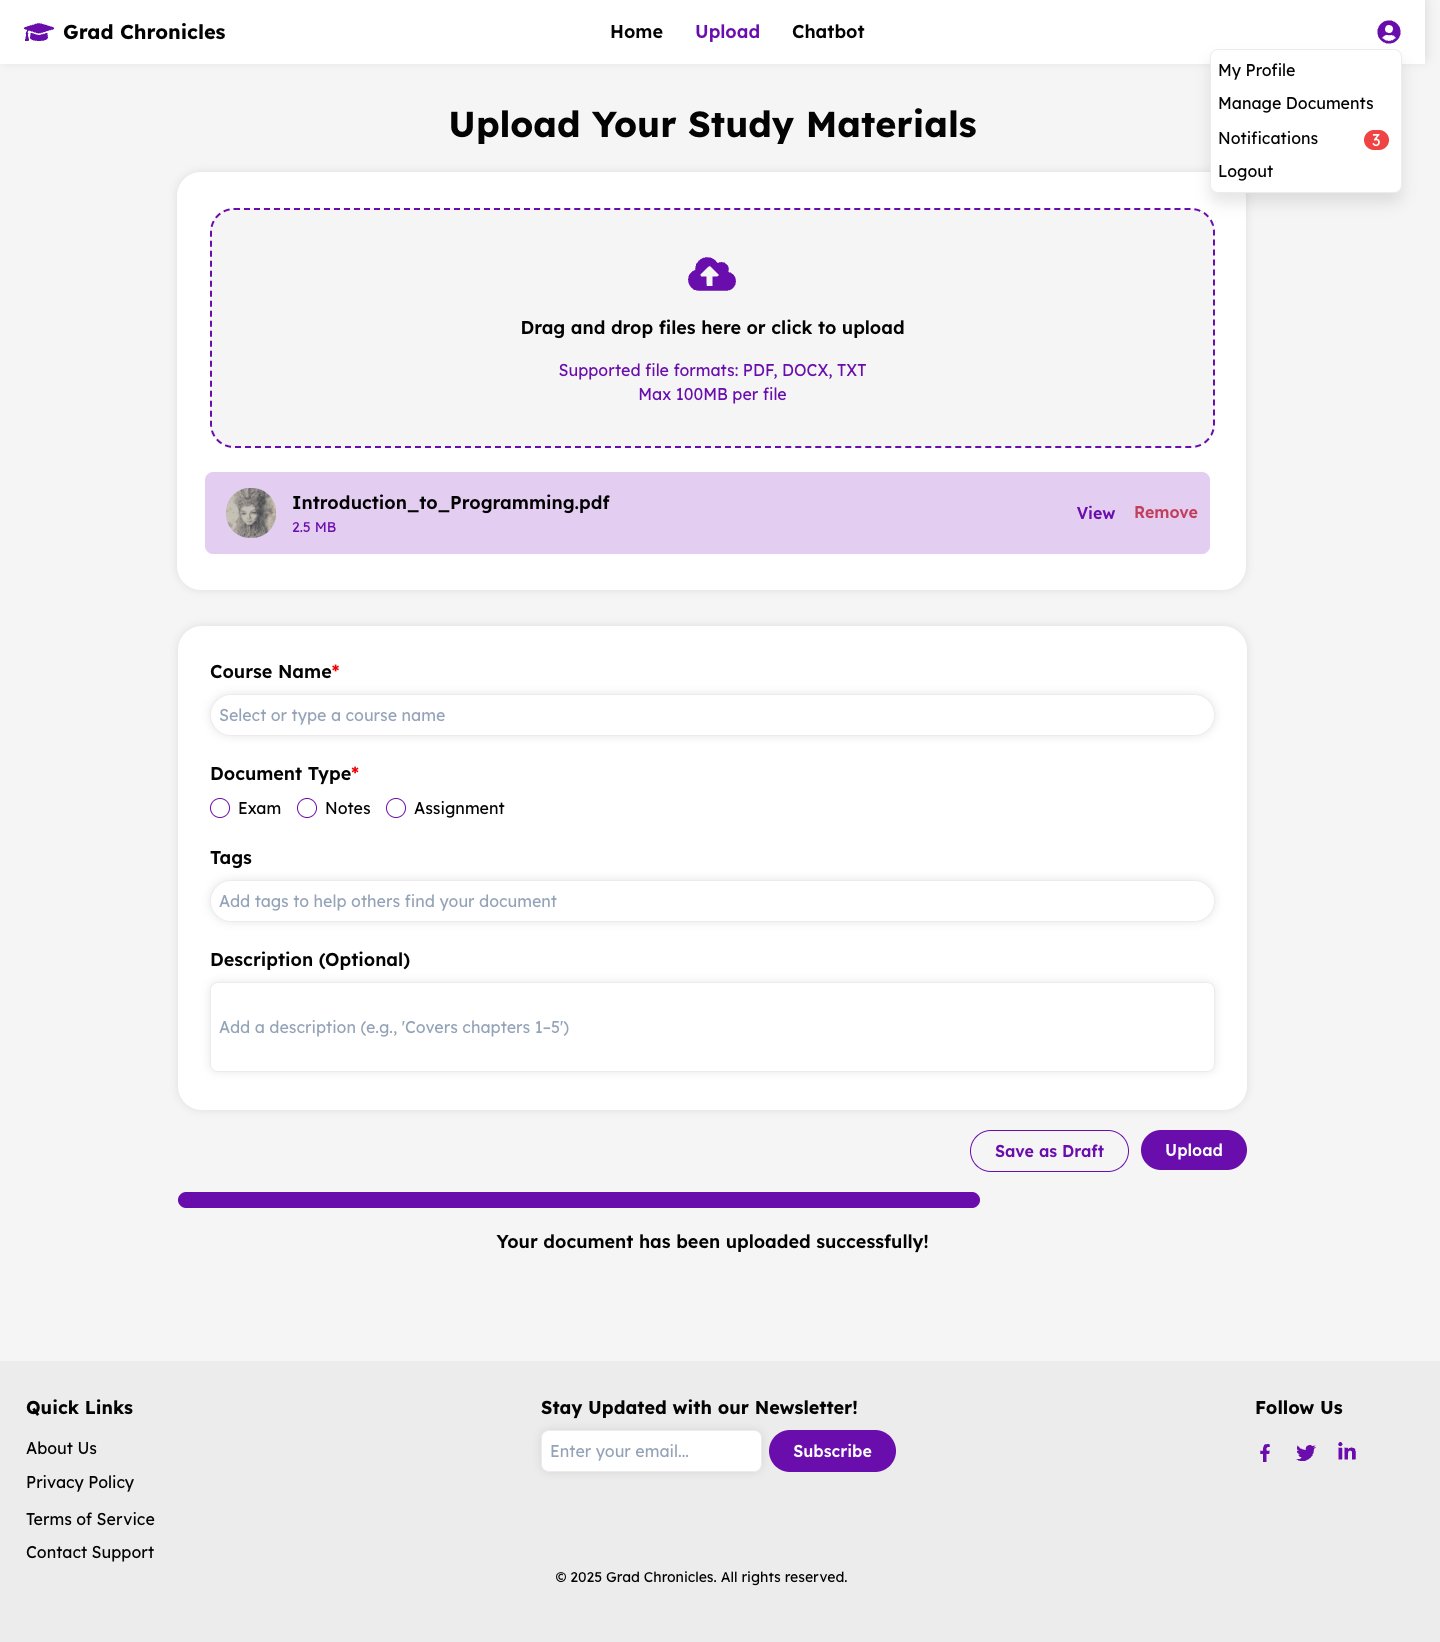 Grad Chronicles
Home Upload Chatbot
My Profile
Manage Documents
Notifications 3
Logout
Upload Your Study Materials
Drag and drop files here or click to upload
Supported file formats: PDF, DOCX, TXT
Max 100MB per file
Introduction_to_Programming.pdf
2.5 MB
View Remove
Course Name*
Select or type a course name
Document Type*
Exam Notes Assignment
Tags
Add tags to help others find your document
Description (Optional)
Add a description (e.g., 'Covers chapters 1–5')
Save as Draft Upload
Your document has been uploaded successfully!
Quick Links
About Us
Privacy Policy
Terms of Service
Contact Support
Stay Updated with our Newsletter!
Enter your email... Subscribe
Follow Us
© 2025 Grad Chronicles. All rights reserved.